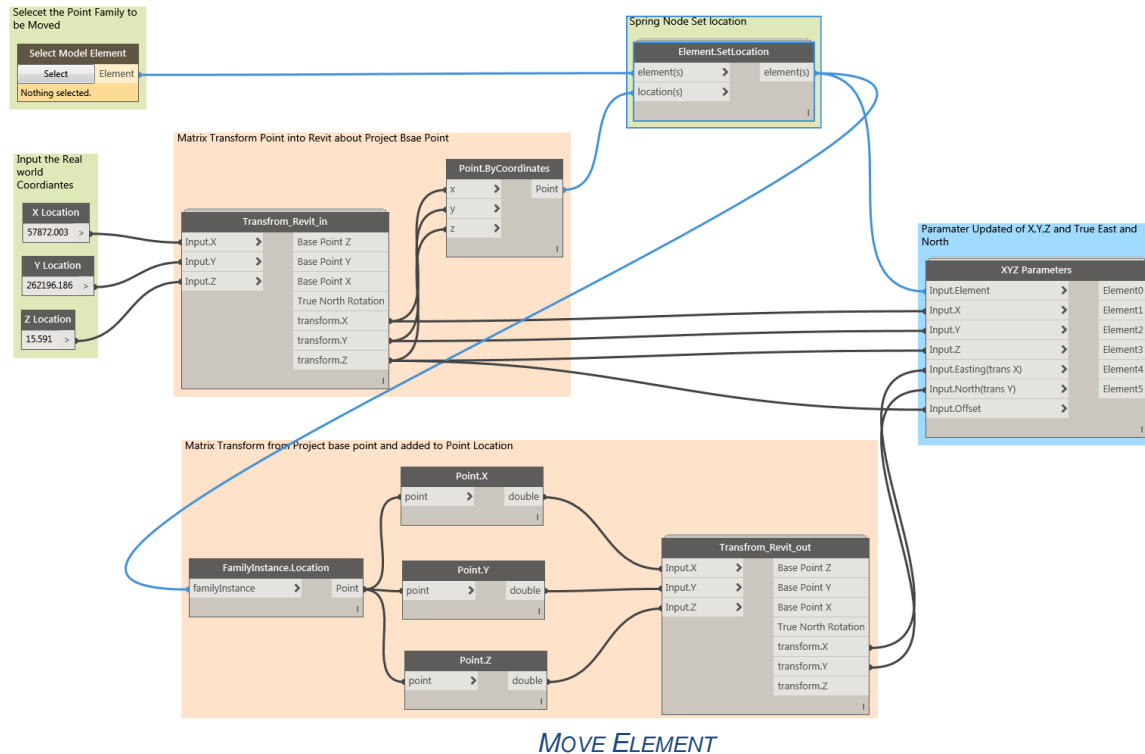 Selecet the Point Family to
be Moved
Select Model Element
Select
Element
Nothing selected.
Spring Node Set location
Element.SetLocation
element(s) > element(s)
location(s) >
I
Matrix Transform Point into Revit about Project Bsae Point
Input the Real
world
Coordiantes
X Location
57872.003 >
Y Location
262196.186 >
Z Location
15.591 >
Transfrom_Revit_in
Input.X > Base Point Z
Input.Y > Base Point Y
Input.Z > Base Point X
True North Rotation
transform.X
transform.Y
transform.Z
I
Point.ByCoordinates
x > Point
y >
z >
I
Paramater Updated of X,Y,Z and True East and
North
XYZ Parameters
Input.Element > Element0
Input.X > Element1
Input.Y > Element2
Input.Z > Element3
Input.Easting(trans X) > Element4
Input.North(trans Y) > Element5
Input.Offset >
I
Matrix Transform from Project base point and added to Point Location
FamilyInstance.Location
familyInstance > Point
I
Point.X
point > double
I
Point.Y
point > double
I
Point.Z
point > double
I
Transfrom_Revit_out
Input.X > Base Point Z
Input.Y > Base Point Y
Input.Z > Base Point X
True North Rotation
transform.X
transform.Y
transform.Z
I
MOVE ELEMENT